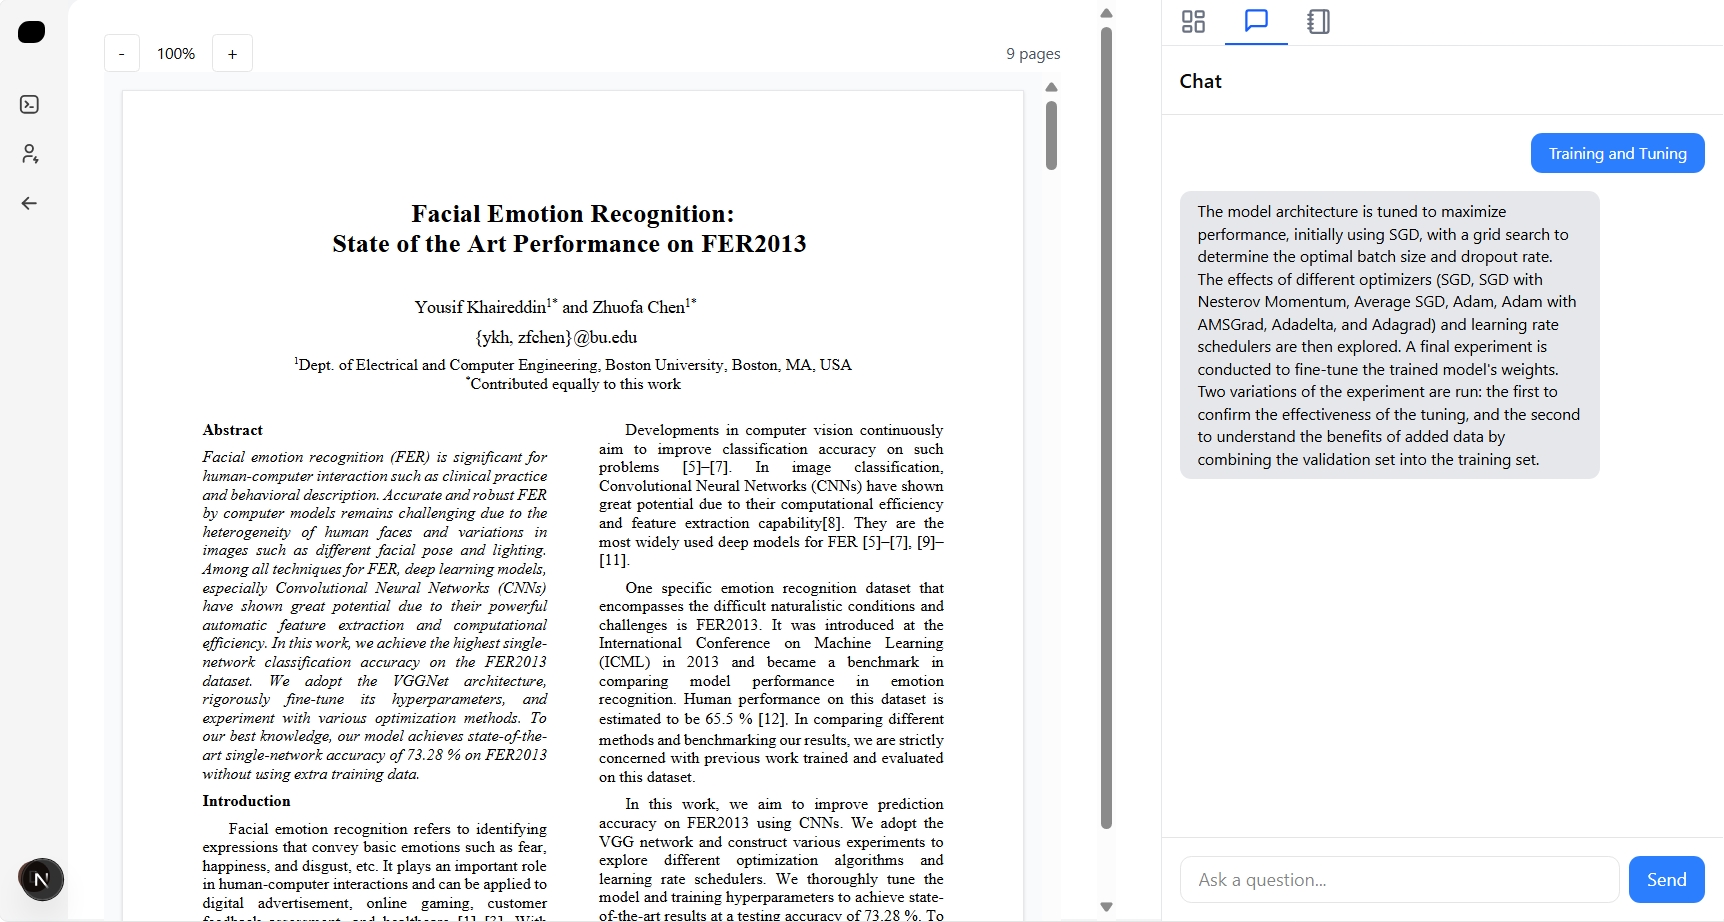 -
100%
+
9 pages
Facial Emotion Recognition:
State of the Art Performance on FER2013
Yousif Khaireddin1* and Zhuofa Chen1*
{ykh, zfchen}@bu.edu
1Dept. of Electrical and Computer Engineering, Boston University, Boston, MA, USA
*Contributed equally to this work
Abstract
Facial emotion recognition (FER) is significant for
human-computer interaction such as clinical practice
and behavioral description. Accurate and robust FER
by computer models remains challenging due to the
heterogeneity of human faces and variations in
images such as different facial pose and lighting.
Among all techniques for FER, deep learning models,
especially Convolutional Neural Networks (CNNs)
have shown great potential due to their powerful
automatic feature extraction and computational
efficiency. In this work, we achieve the highest single-
network classification accuracy on the FER2013
dataset. We adopt the VGGNet architecture,
rigorously fine-tune its hyperparameters, and
experiment with various optimization methods. To
our best knowledge, our model achieves state-of-the-
art single-network accuracy of 73.28 % on FER2013
without using extra training data.
Introduction
Facial emotion recognition refers to identifying
expressions that convey basic emotions such as fear,
happiness, and disgust, etc. It plays an important role
in human-computer interactions and can be applied to
digital advertisement, online gaming, customer
feedback assessment, and healthcare [1]–[3]. With
Developments in computer vision continuously
aim to improve classification accuracy on such
problems [5]–[7]. In image classification,
Convolutional Neural Networks (CNNs) have shown
great potential due to their computational efficiency
and feature extraction capability[8]. They are the
most widely used deep models for FER [5]–[7], [9]–
[11].
One specific emotion recognition dataset that
encompasses the difficult naturalistic conditions and
challenges is FER2013. It was introduced at the
International Conference on Machine Learning
(ICML) in 2013 and became a benchmark in
comparing model performance in emotion
recognition. Human performance on this dataset is
estimated to be 65.5 % [12]. In comparing different
methods and benchmarking our results, we are strictly
concerned with previous work trained and evaluated
on this dataset.
In this work, we aim to improve prediction
accuracy on FER2013 using CNNs. We adopt the
VGG network and construct various experiments to
explore different optimization algorithms and
learning rate schedulers. We thoroughly tune the
model and training hyperparameters to achieve state-
of-the-art results at a testing accuracy of 73.28 %. To
N
Chat
Training and Tuning
The model architecture is tuned to maximize
performance, initially using SGD, with a grid search to
determine the optimal batch size and dropout rate.
The effects of different optimizers (SGD, SGD with
Nesterov Momentum, Average SGD, Adam, Adam with
AMSGrad, Adadelta, and Adagrad) and learning rate
schedulers are then explored. A final experiment is
conducted to fine-tune the trained model's weights.
Two variations of the experiment are run: the first to
confirm the effectiveness of the tuning, and the second
to understand the benefits of added data by
combining the validation set into the training set.
Ask a question...
Send